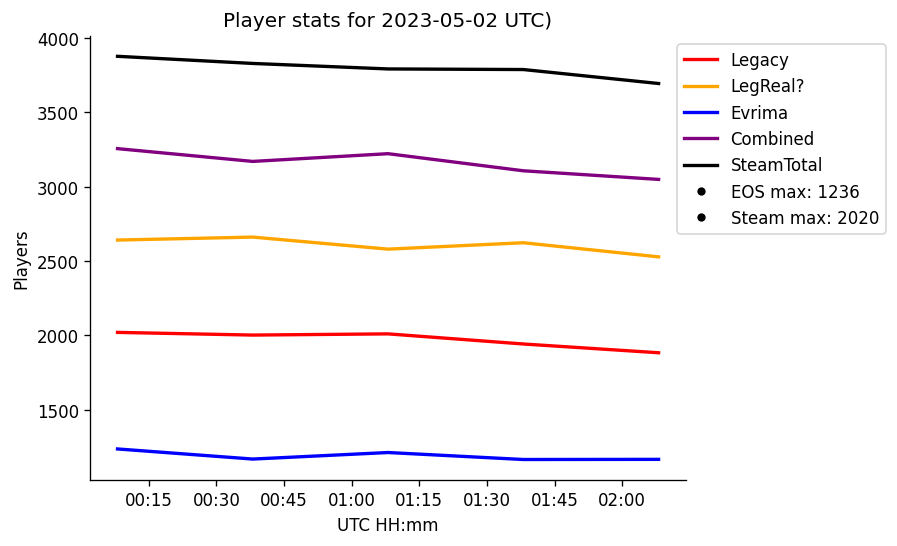 Player stats for 2023-05-02 UTC)
4000
3500
3000
2500
2000
1500
Players
00:15 00:30 00:45 01:00 01:15 01:30 01:45 02:00
UTC HH:mm
Legacy
LegReal?
Evrima
Combined
SteamTotal
EOS max: 1236
Steam max: 2020